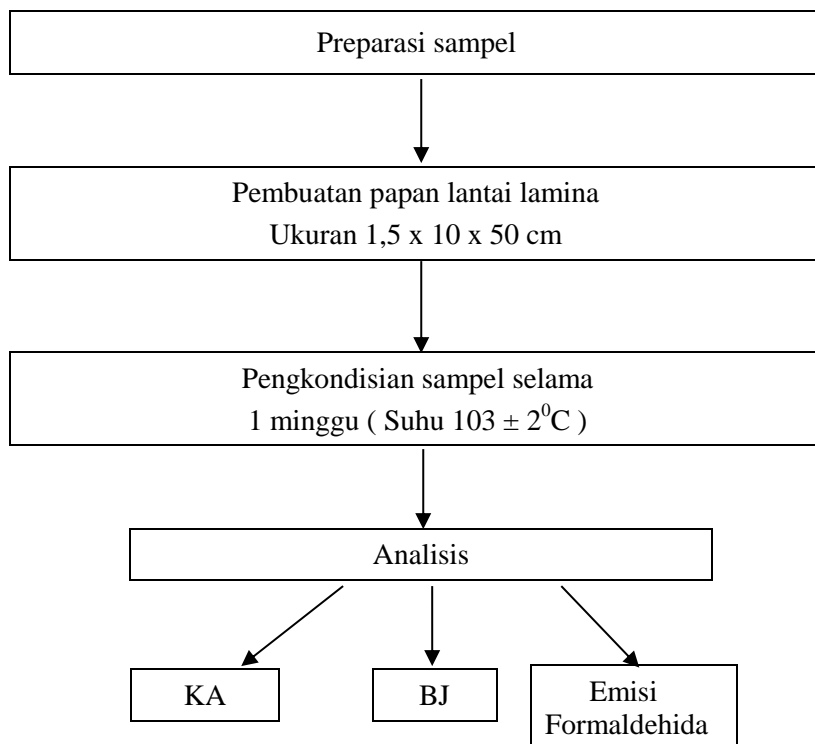 Preparasi sampel
Pembuatan papan lantai lamina
Ukuran 1,5 x 10 x 50 cm
Pengkondisian sampel selama
1 minggu ( Suhu 103 ± 2⁰C )
Analisis
KA
BJ
Emisi
Formaldehida